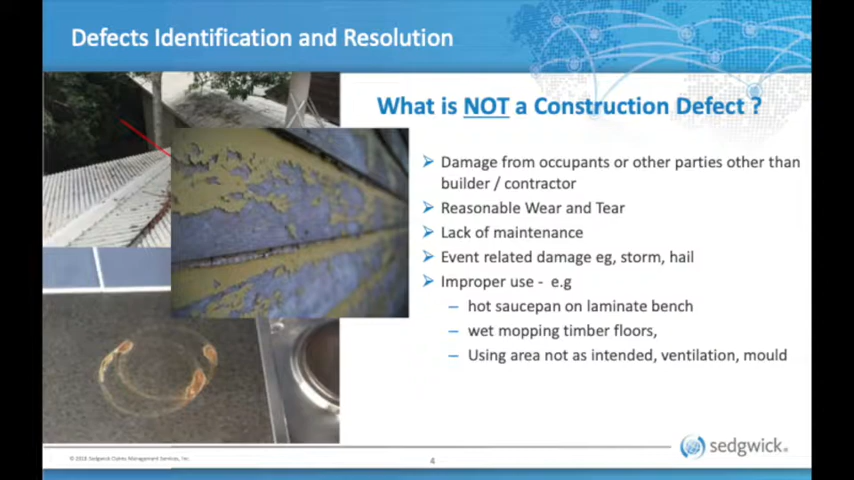 Defects Identification and Resolution
What is NOT a Construction Defect ?
Damage from occupants or other parties other than
builder / contractor
Reasonable Wear and Tear
Lack of maintenance
Event related damage eg, storm, hail
Improper use - e.g
– hot saucepan on laminate bench
– wet mopping timber floors,
– Using area not as intended, ventilation, mould
Sedgwick Claims Management Services, Inc.
4
sedgwick